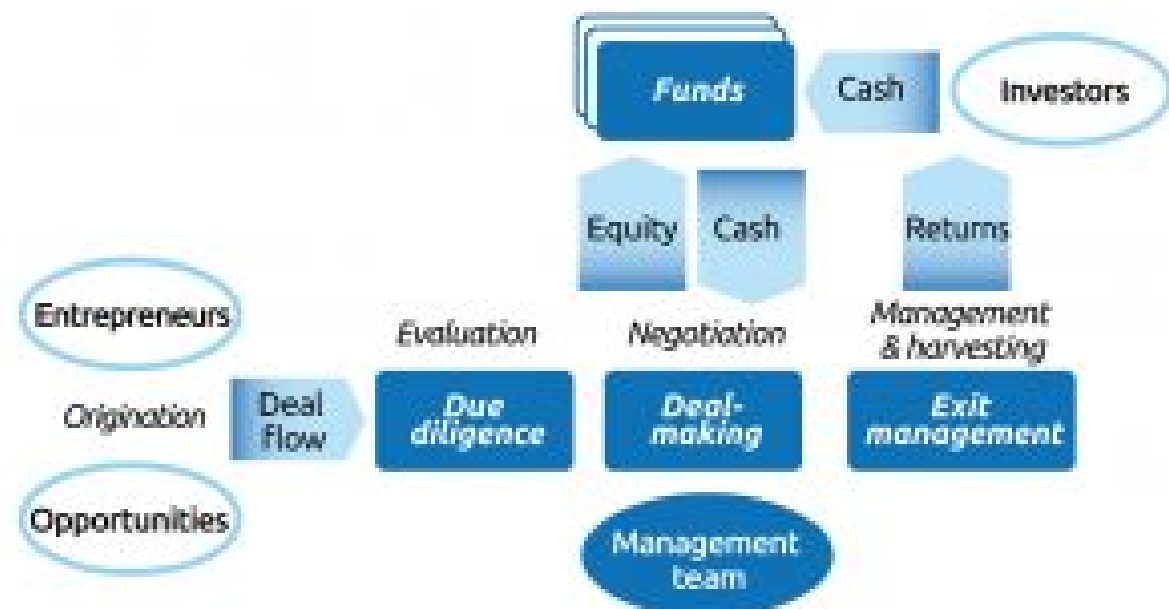 Funds
Cash
Investors
Equity
Cash
Returns
Entrepreneurs
Evaluation
Negotiation
Management
& harvesting
Origination
Deal
flow
Due
diligence
Deal-
making
Exit
management
Opportunities
Management
team